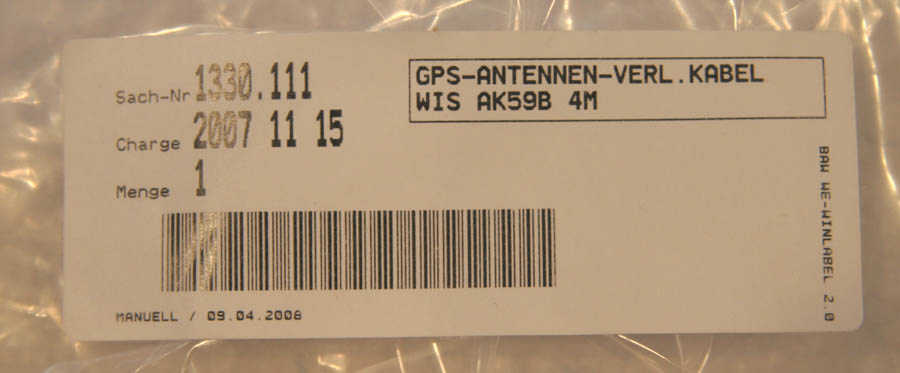 Sach-Nr 1330.111
Charge 2007 11 15
Menge 1
GPS-ANTENNEN-VERL.KABEL
WIS AK59B 4M
MANUELL / 09.04.2008
BAW WE-WINLABEL 2.0